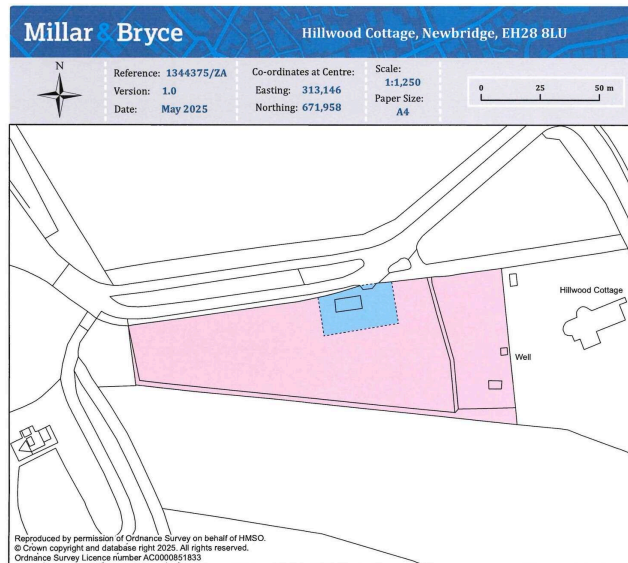 Millar & Bryce
Hillwood Cottage, Newbridge, EH28 8LU
N
Reference: 1344375/ZA
Version: 1.0
Date: May 2025
Co-ordinates at Centre:
Easting: 313,146
Northing: 671,958
Scale:
1:1,250
Paper Size:
A4
0 25 50 m
Hillwood Cottage
Well
Reproduced by permission of Ordnance Survey on behalf of HMSO.
© Crown copyright and database right 2025. All rights reserved.
Ordnance Survey Licence number AC0000851833